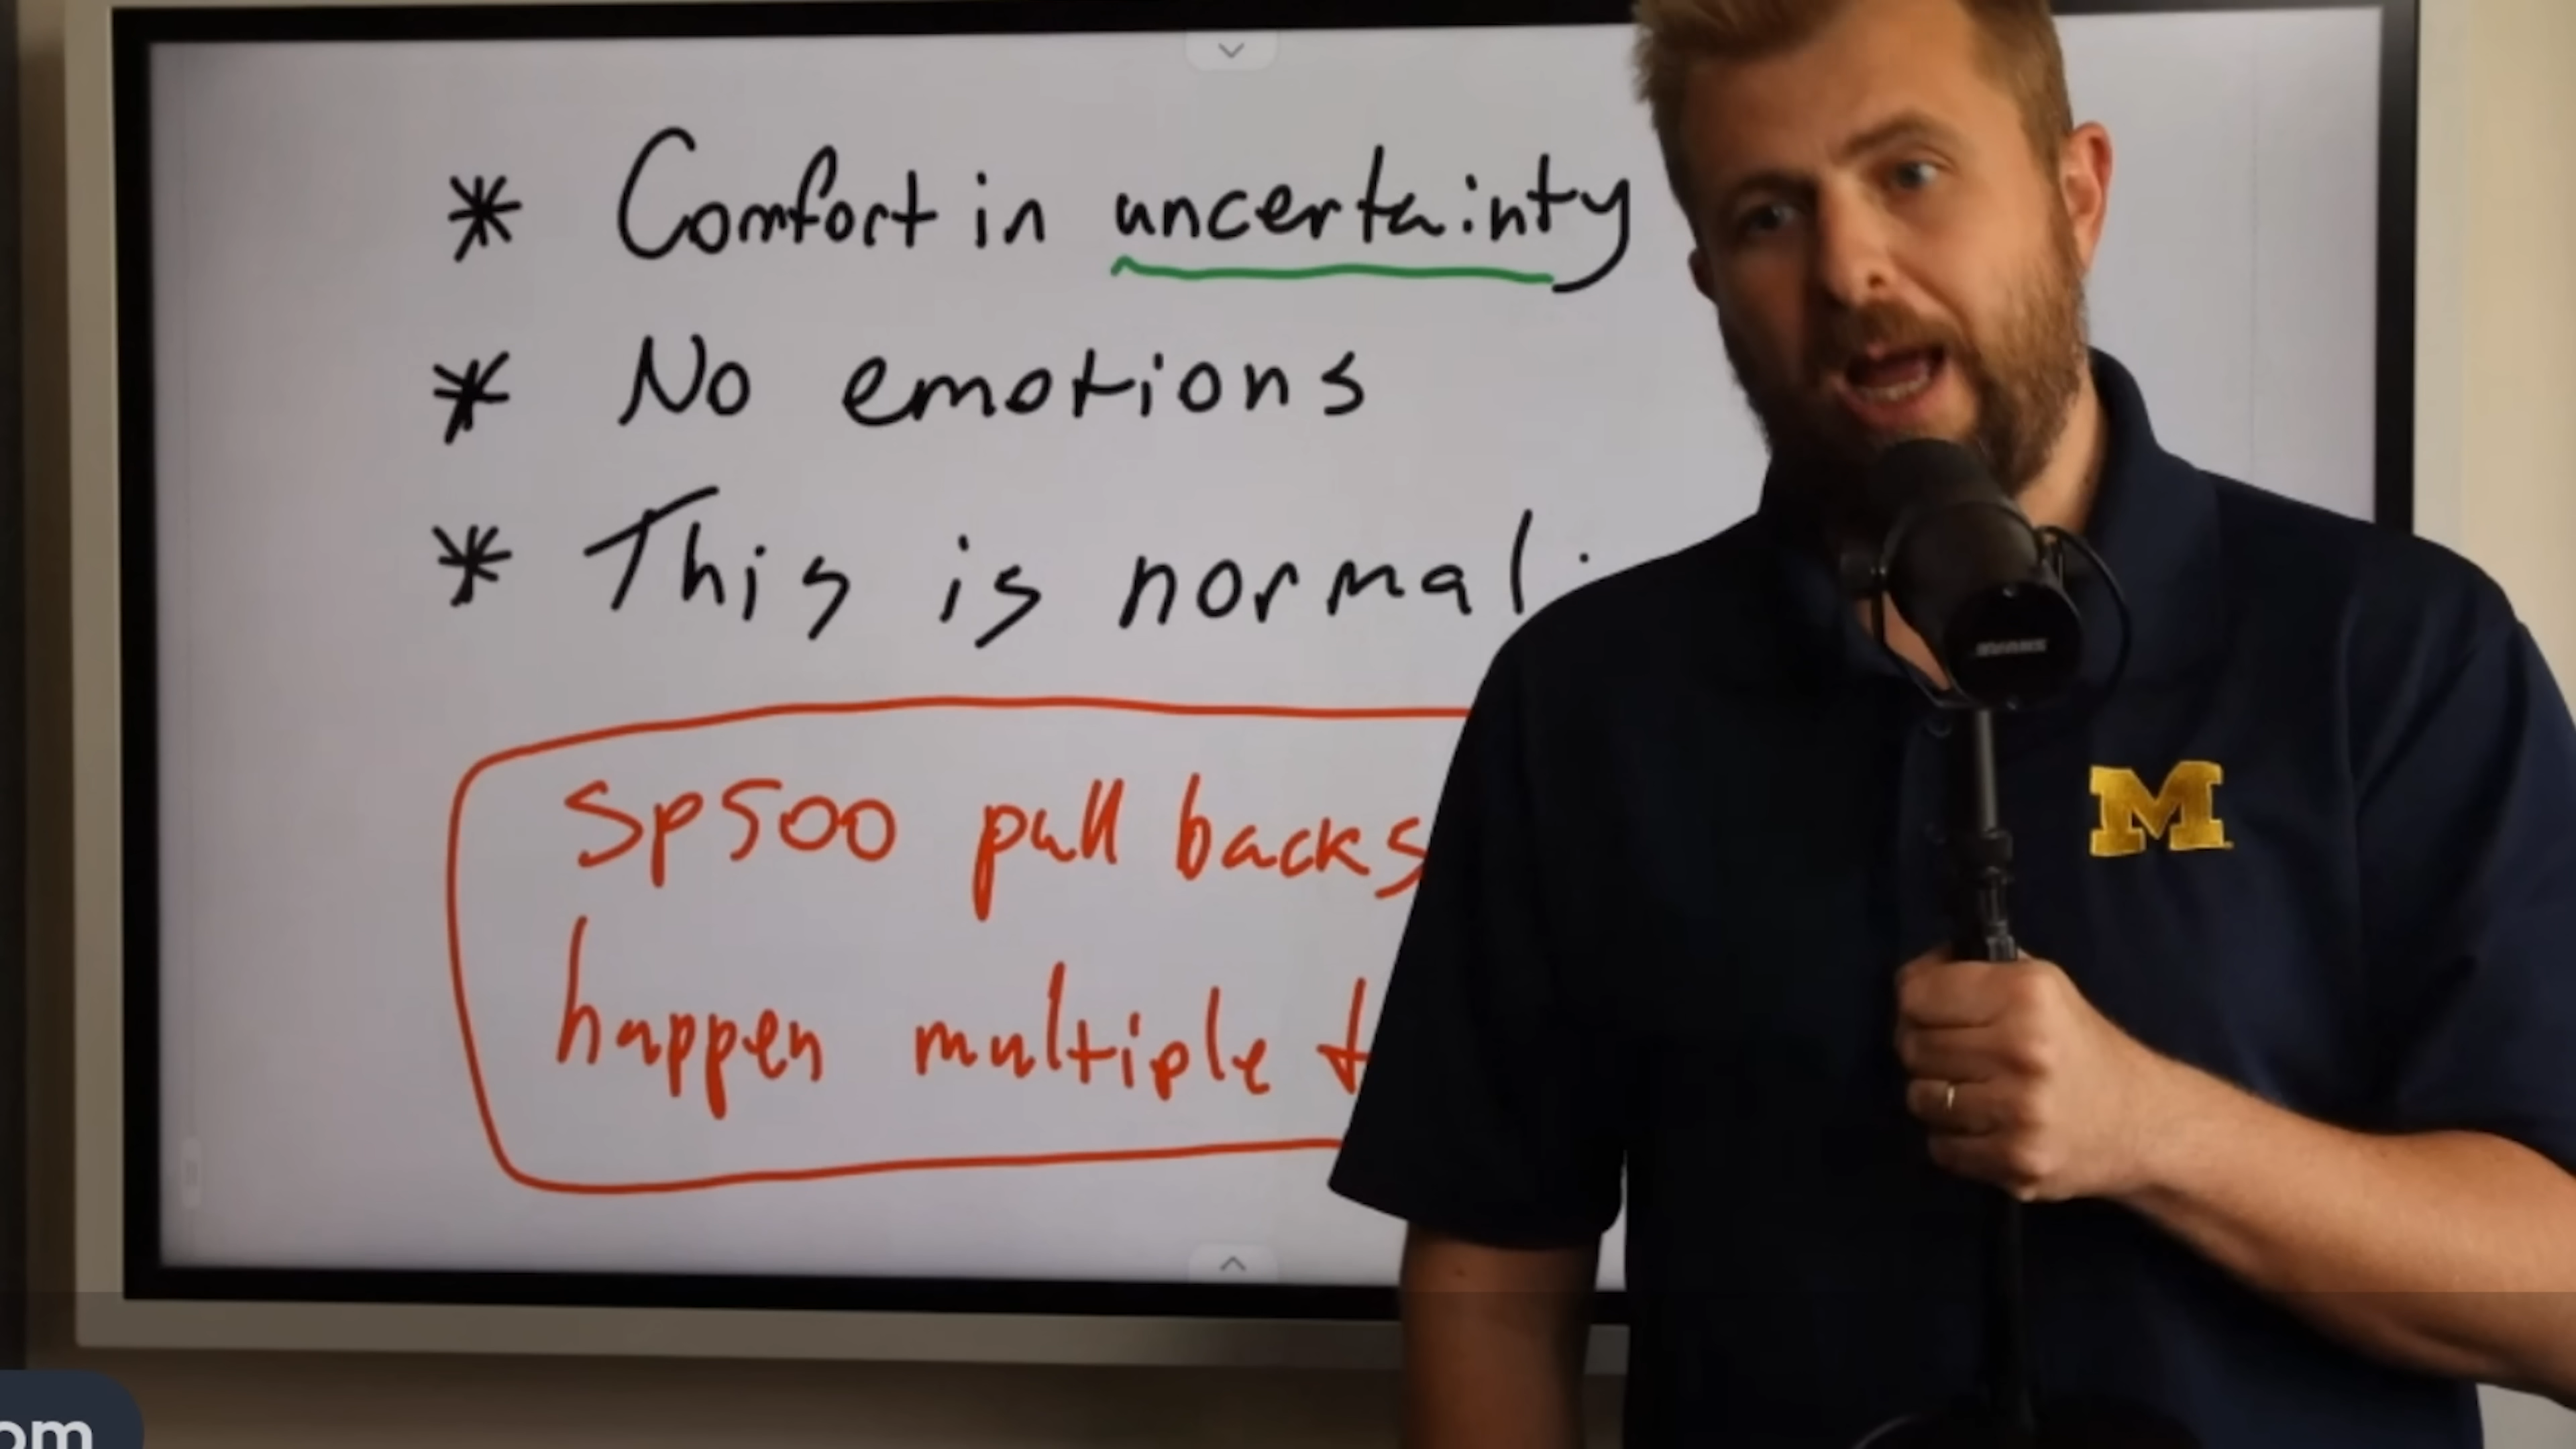 * Comfort in uncertainty
* No emotions
* This is normal.
SP500 pull backs
happen multiple t
M
om